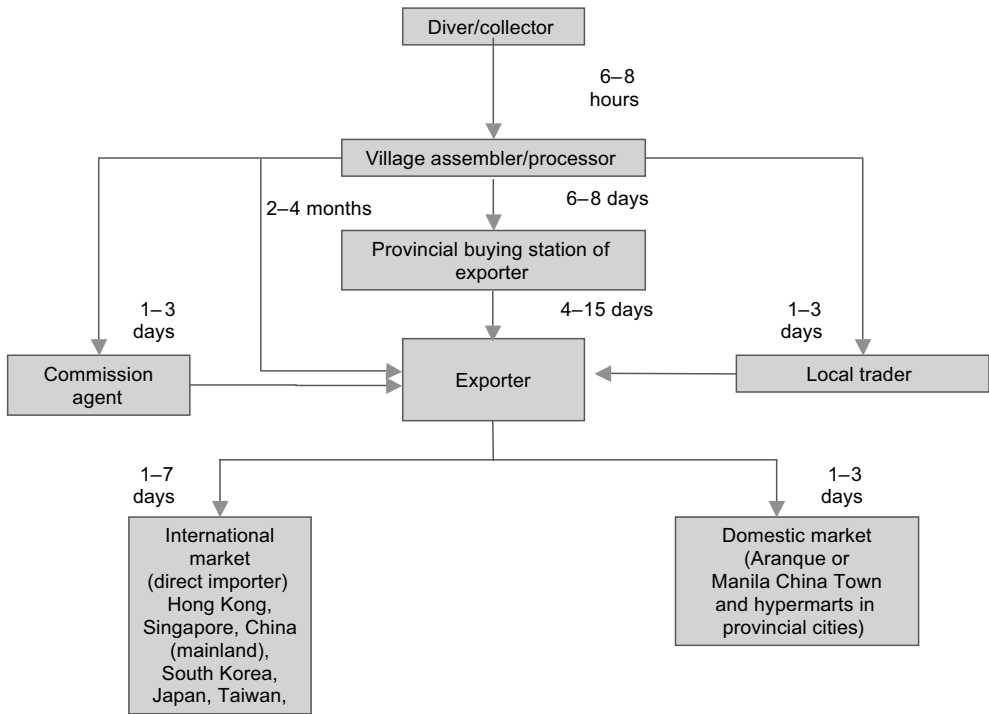 Diver/collector
6–8
hours
Village assembler/processor
2–4 months
6–8 days
Provincial buying station of
exporter
1–3
days
4–15 days
1–3
days
Commission
agent
Exporter
Local trader
1–7
days
1–3
days
International
market
(direct importer)
Hong Kong,
Singapore, China
(mainland),
South Korea,
Japan, Taiwan,
Domestic market
(Aranque or
Manila China Town
and hypermarts in
provincial cities)